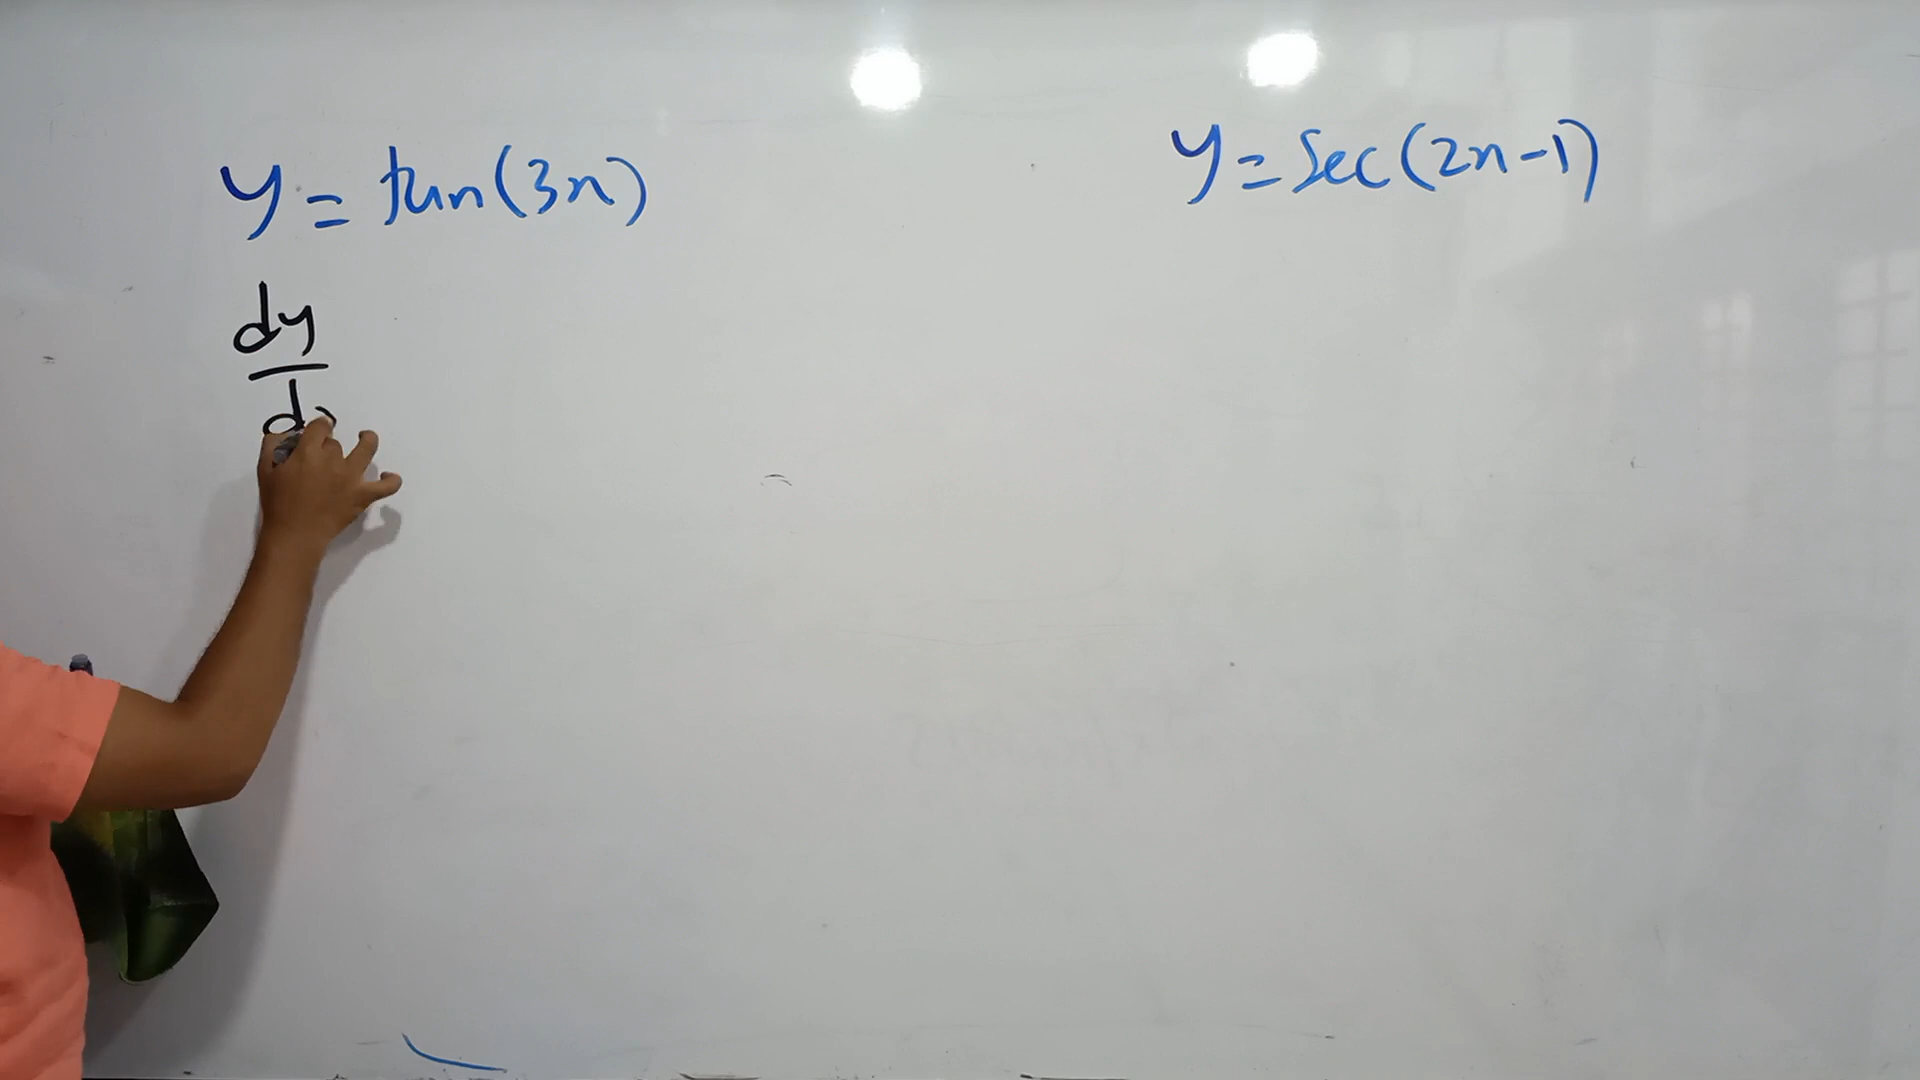 y = tan(3x)
dy
d
y = sec(2x-1)